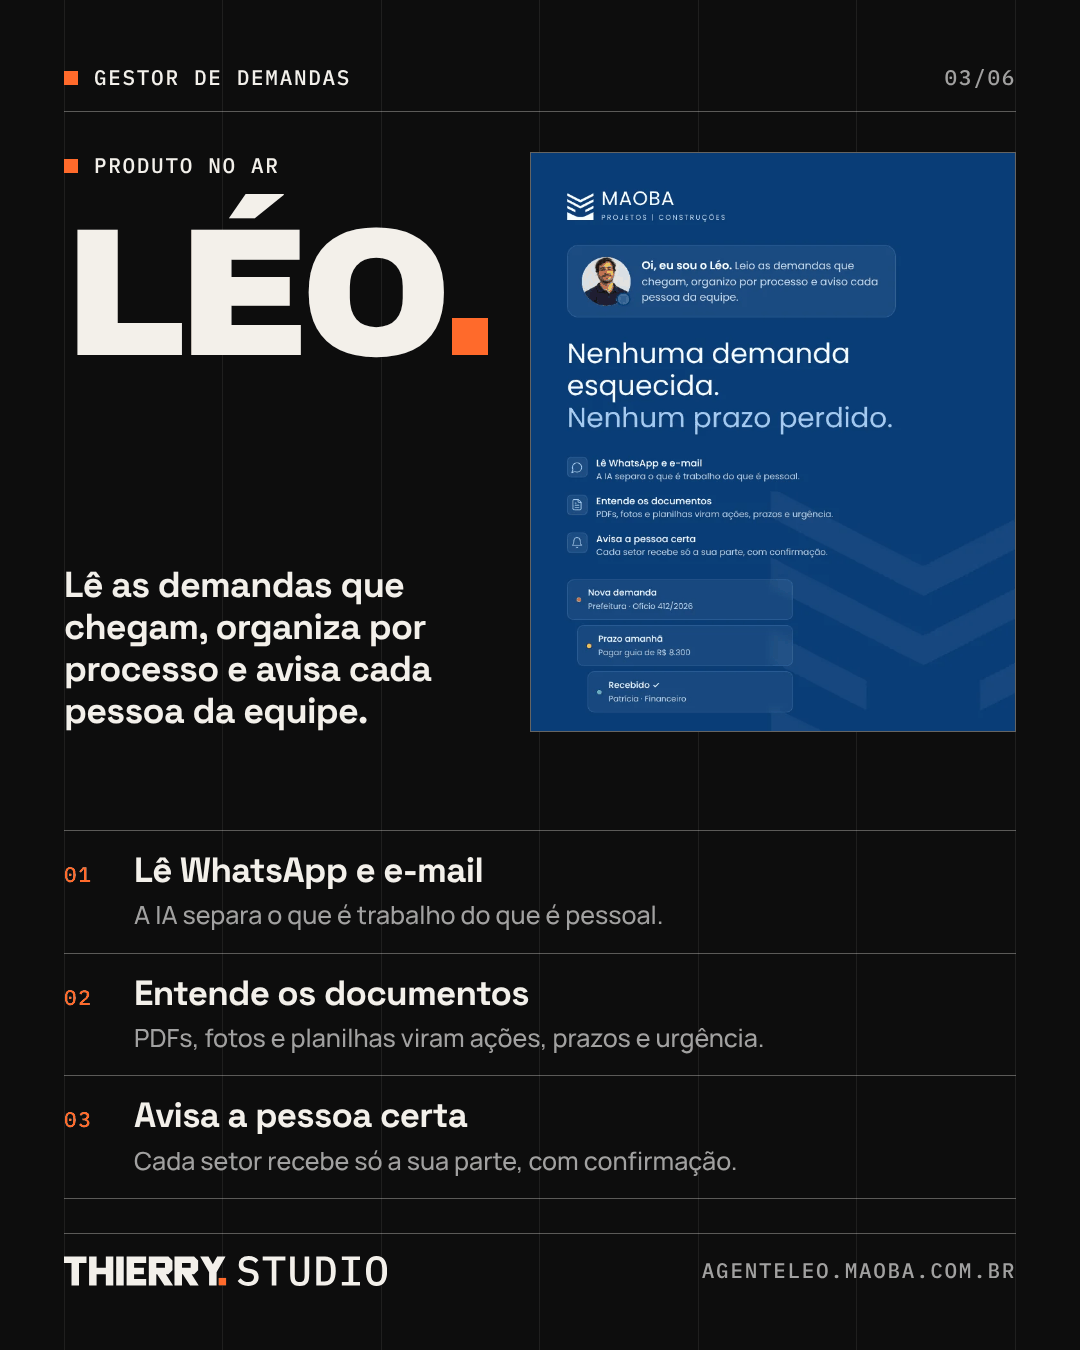 GESTOR DE DEMANDAS
03/06
PRODUTO NO AR
LÉO.
Lê as demandas que
chegam, organiza por
processo e avisa cada
pessoa da equipe.
MAOBA
PROJETOS | CONSTRUÇÕES
Oi, eu sou o Léo. Leio as demandas que
chegam, organizo por processo e aviso cada
pessoa da equipe.
Nenhuma demanda
esquecida.
Nenhum prazo perdido.
Lê WhatsApp e e-mail
A IA separa o que é trabalho do que é pessoal.
Entende os documentos
PDFs, fotos e planilhas viram ações, prazos e urgência.
Avisa a pessoa certa
Cada setor recebe só a sua parte, com confirmação.
Nova demanda
Prefeitura · Ofício 412/2026
Prazo amanhã
Pagar guia de R$ 8.300
Recebido ✓
Patrícia · Financeiro
01 Lê WhatsApp e e-mail
A IA separa o que é trabalho do que é pessoal.
02 Entende os documentos
PDFs, fotos e planilhas viram ações, prazos e urgência.
03 Avisa a pessoa certa
Cada setor recebe só a sua parte, com confirmação.
THIERRY. STUDIO
AGENTELEO.MAOBA.COM.BR